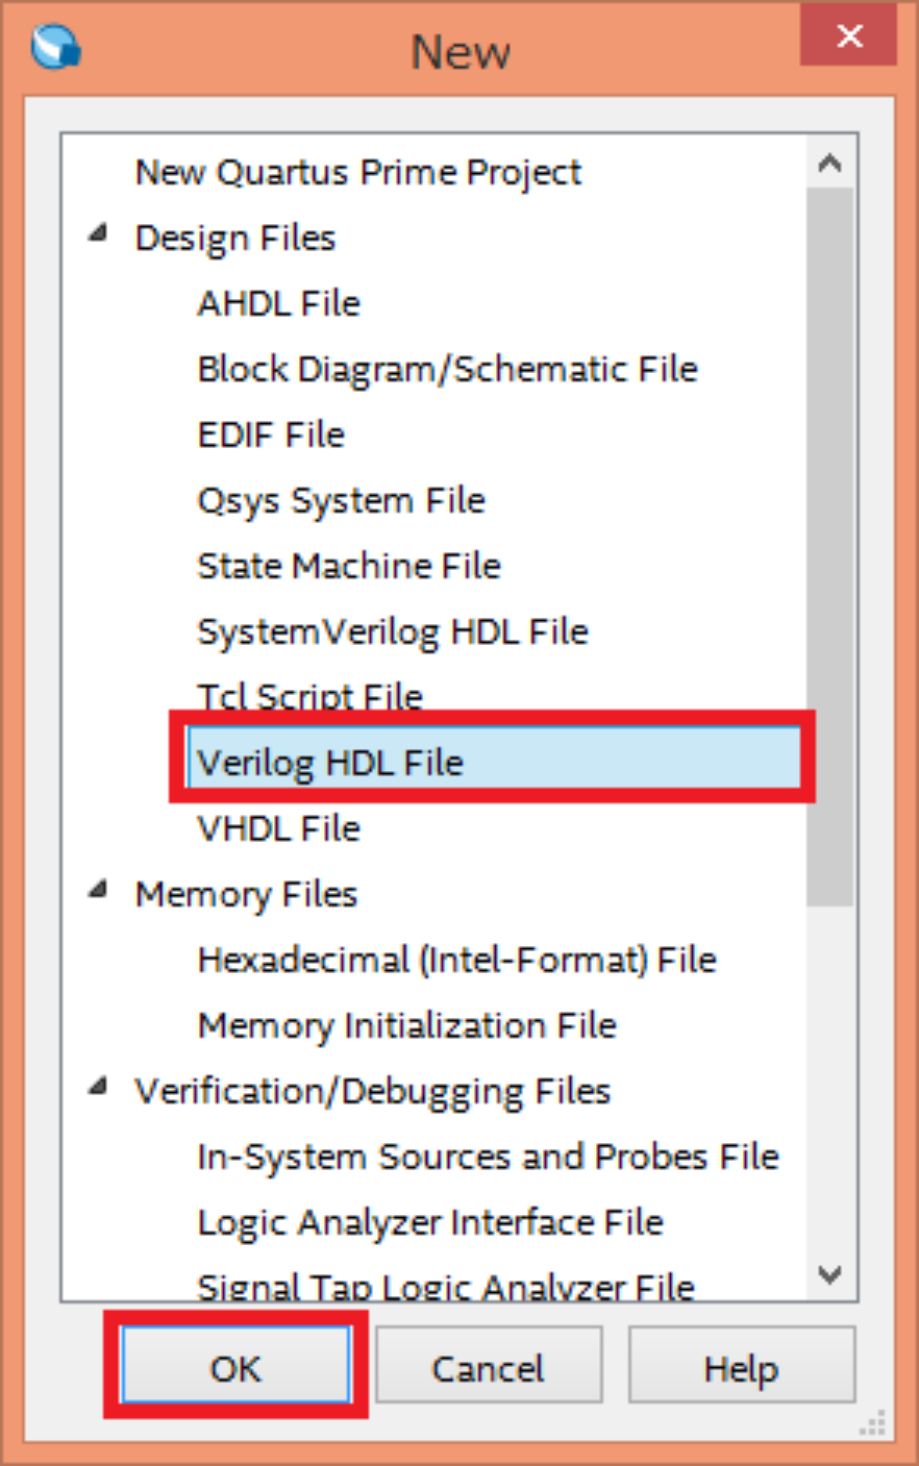 New
New Quartus Prime Project
Design Files
AHDL File
Block Diagram/Schematic File
EDIF File
Qsys System File
State Machine File
SystemVerilog HDL File
Tcl Script File
Verilog HDL File
VHDL File
Memory Files
Hexadecimal (Intel-Format) File
Memory Initialization File
Verification/Debugging Files
In-System Sources and Probes File
Logic Analyzer Interface File
Signal Tap Logic Analyzer File
OK Cancel Help